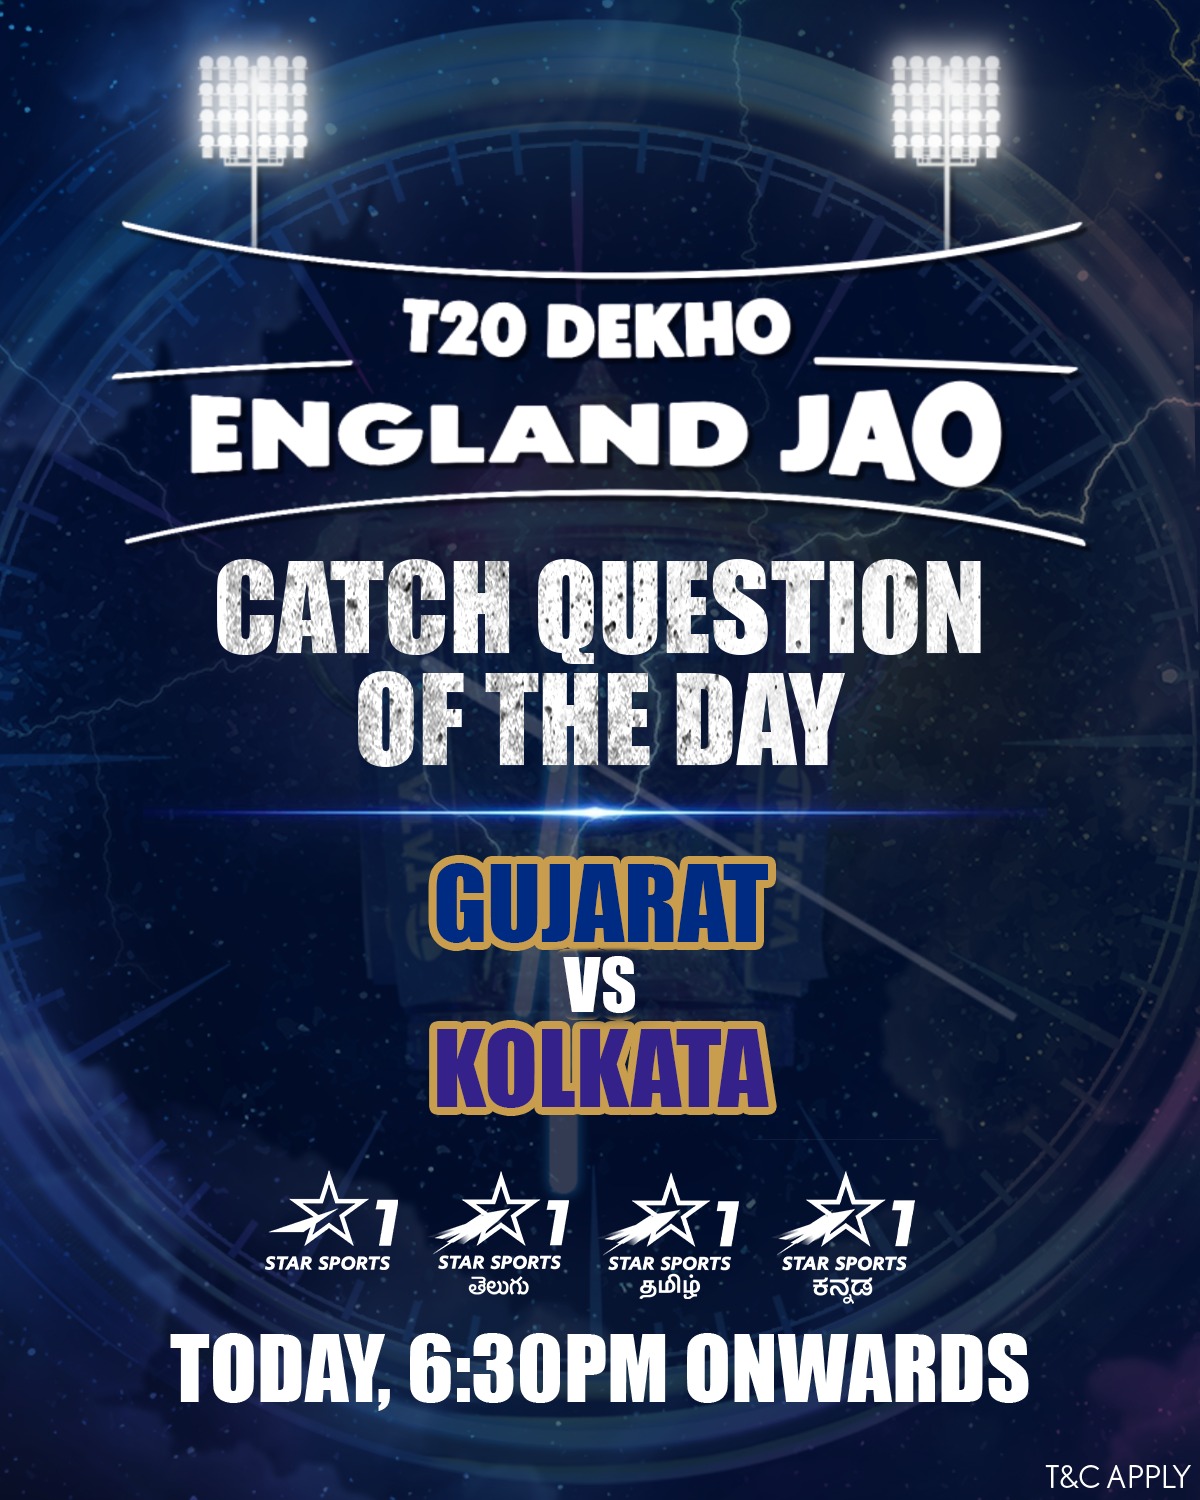 T20 DEKHO
ENGLAND JAO
CATCH QUESTION
OF THE DAY
GUJARAT
VS
KOLKATA
1 1 1 1
STAR SPORTS STAR SPORTS STAR SPORTS STAR SPORTS
తెలుగు தமிழ் ಕನ್ನಡ
TODAY, 6:30PM ONWARDS
T&C APPLY